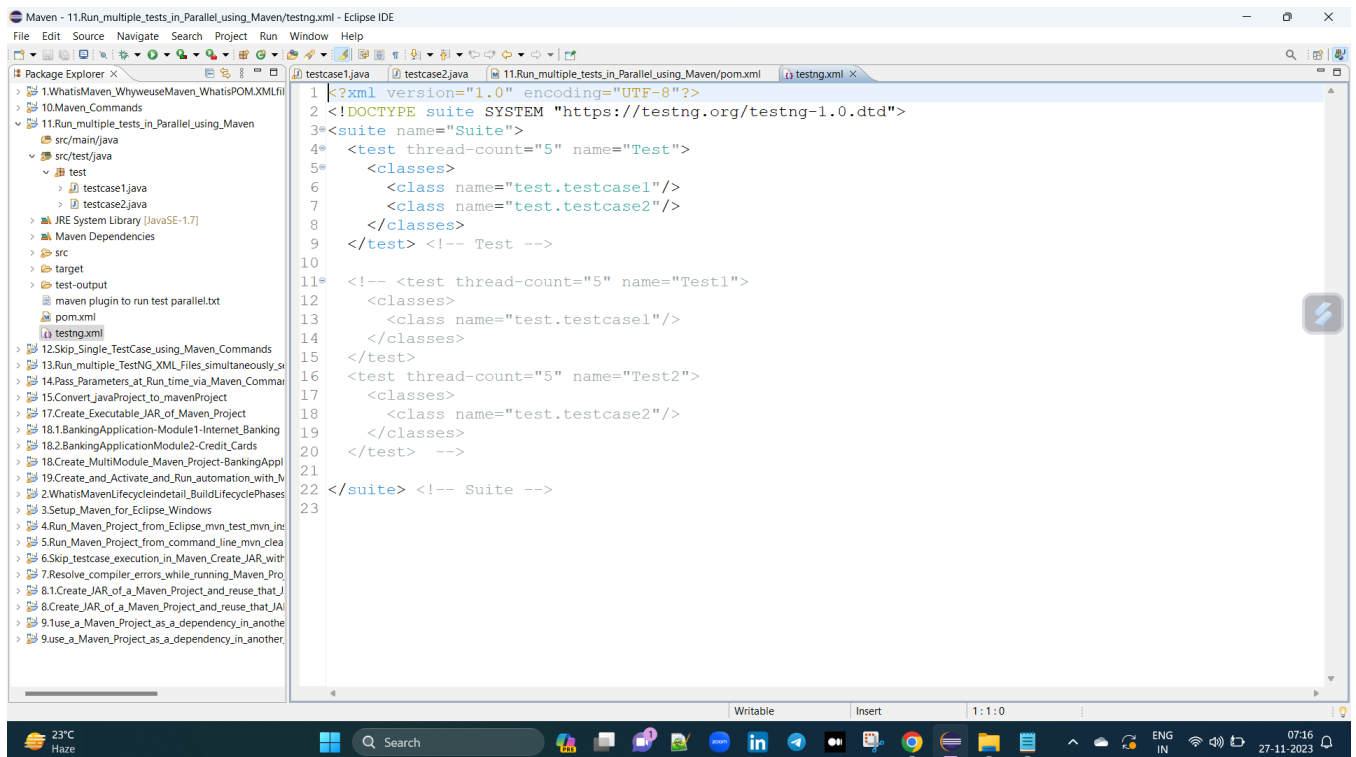 Maven - 11.Run_multiple_tests_in_Parallel_using_Maven/testng.xml - Eclipse IDE
File Edit Source Navigate Search Project Run Window Help
Package Explorer
testcase1.java
testcase2.java
11.Run_multiple_tests_in_Parallel_using_Maven/pom.xml
testng.xml
1.WhatisMaven_WhyweuseMaven_WhatisPOM.XMLfil
10.Maven_Commands
11.Run_multiple_tests_in_Parallel_using_Maven
src/main/java
src/test/java
test
testcase1.java
testcase2.java
JRE System Library [JavaSE-1.7]
Maven Dependencies
src
target
test-output
maven plugin to run test parallel.txt
pom.xml
testng.xml
12.Skip_Single_TestCase_using_Maven_Commands
13.Run_multiple_TestNG_XML_Files_simultaneously_se
14.Pass_Parameters_at_Run_time_via_Maven_Comman
15.Convert_javaProject_to_mavenProject
17.Create_Executable_JAR_of_Maven_Project
18.1.BankingApplication-Module1-Internet_Banking
18.2.BankingApplicationModule2-Credit_Cards
18.Create_MultiModule_Maven_Project-BankingAppl
19.Create_and_Activate_and_Run_automation_with_M
2.WhatisMavenLifecycleindetail_BuildLifecyclePhases
3.Setup_Maven_for_Eclipse_Windows
4.Run_Maven_Project_from_Eclipse_mvn_test_mvn_ins
5.Run_Maven_Project_from_command_line_mvn_clea
6.Skip_testcase_execution_in_Maven_Create_JAR_with
7.Resolve_compiler_errors_while_running_Maven_Pro
8.1.Create_JAR_of_a_Maven_Project_and_reuse_that_J
8.Create_JAR_of_a_Maven_Project_and_reuse_that_JA
9.1use_a_Maven_Project_as_a_dependency_in_anothe
9.use_a_Maven_Project_as_a_dependency_in_another_
1 <?xml version="1.0" encoding="UTF-8"?>
2 <!DOCTYPE suite SYSTEM "https://testng.org/testng-1.0.dtd">
3 <suite name="Suite">
4   <test thread-count="5" name="Test">
5     <classes>
6       <class name="test.testcase1"/>
7       <class name="test.testcase2"/>
8     </classes>
9   </test> <!-- Test -->
10
11   <!-- <test thread-count="5" name="Test1">
12     <classes>
13       <class name="test.testcase1"/>
14     </classes>
15   </test>
16   <test thread-count="5" name="Test2">
17     <classes>
18       <class name="test.testcase2"/>
19     </classes>
20   </test>  -->
21
22 </suite> <!-- Suite -->
23
Writable Insert 1:1:0
23°C
Haze
Search
PRE
1
zoom
in
ENG
IN
07:16
27-11-2023